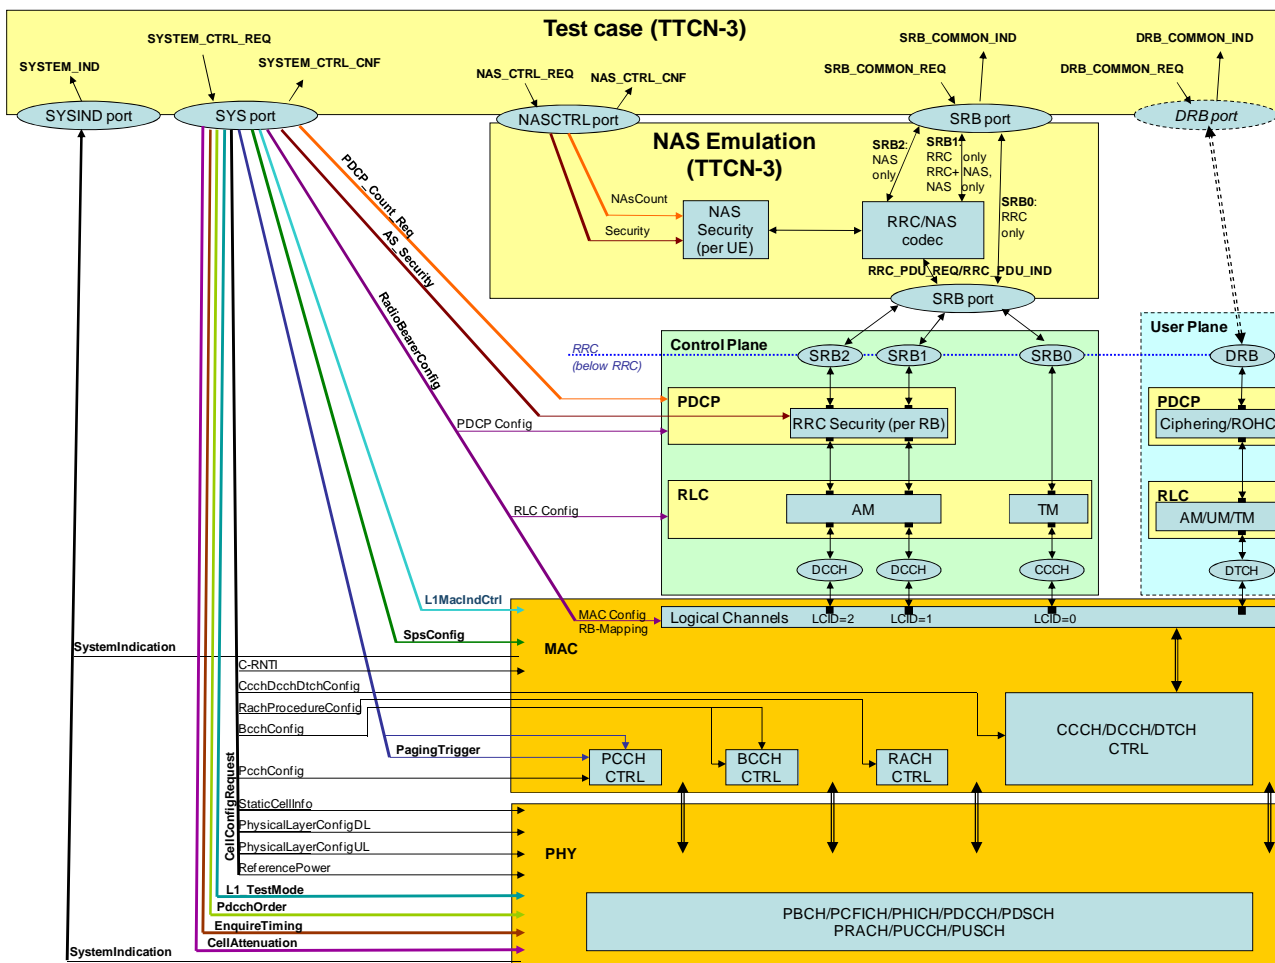 Test case (TTCN-3)
SYSTEM_CTRL_REQ
SYSTEM_IND
SYSTEM_CTRL_CNF
NAS_CTRL_REQ
NAS_CTRL_CNF
SRB_COMMON_IND
SRB_COMMON_REQ
DRB_COMMON_IND
DRB_COMMON_REQ
SYSIND port
SYS port
NASCTRL port
SRB port
DRB port
NAS Emulation
(TTCN-3)
SRB2:
NAS
only
SRB1:
RRC only
RRC+ NAS,
NAS only
SRB0:
RRC
only
PDCP_Count_Req
AS_Security
NAsCount
Security
NAS
Security
(per UE)
RRC/NAS
codec
RRC_PDU_REQ/RRC_PDU_IND
SRB port
RadioBearerConfig
RRC
(below RRC)
Control Plane
User Plane
SRB2
SRB1
SRB0
DRB
PDCP
RRC Security (per RB)
PDCP
Ciphering/ROHC
PDCP Config
RLC
AM
TM
RLC
AM/UM/TM
RLC Config
DCCH
DCCH
CCCH
DTCH
L1MacIndCtrl
MAC Config
RB-Mapping
Logical Channels
LCID=2
LCID=1
LCID=0
SpsConfig
MAC
SystemIndication
C-RNTI
CcchDcchDtchConfig
RachProcedureConfig
BcchConfig
PagingTrigger
PcchConfig
PCCH
CTRL
BCCH
CTRL
RACH
CTRL
CCCH/DCCH/DTCH
CTRL
CellConfigRequest
StaticCellInfo
PhysicalLayerConfigDL
PhysicalLayerConfigUL
ReferencePower
PHY
L1_TestMode
PdcchOrder
EnquireTiming
CellAttenuation
SystemIndication
PBCH/PCFICH/PHICH/PDCCH/PDSCH
PRACH/PUCCH/PUSCH